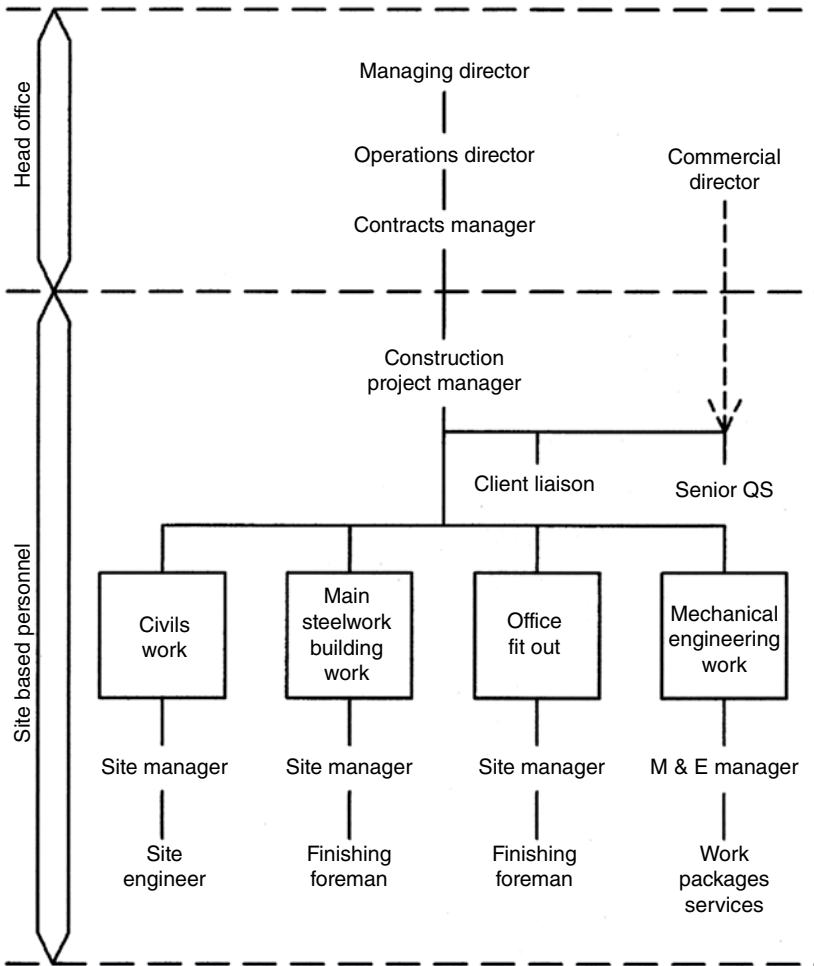 Head office
Managing director
Operations director
Commercial
director
Contracts manager
Site based personnel
Construction
project manager
Client liaison
Senior QS
Civils
work
Main
steelwork
building
work
Office
fit out
Mechanical
engineering
work
Site manager
Site manager
Site manager
M & E manager
Site
engineer
Finishing
foreman
Finishing
foreman
Work
packages
services